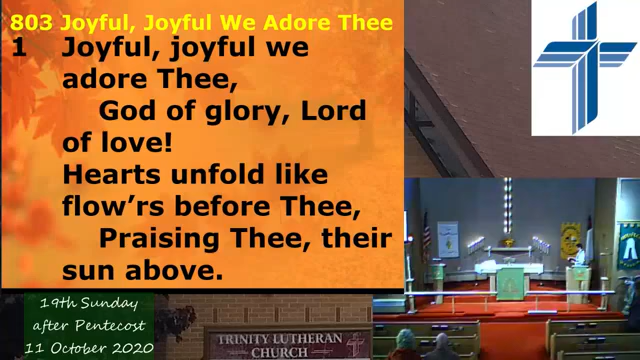 803 Joyful, Joyful We Adore Thee
1 Joyful, joyful we
adore Thee,
God of glory, Lord
of love!
Hearts unfold like
flow’rs before Thee,
Praising Thee, their
sun above.
19th Sunday
after Pentecost
11 October 2020
TRINITY LUTHERAN
CHURCH